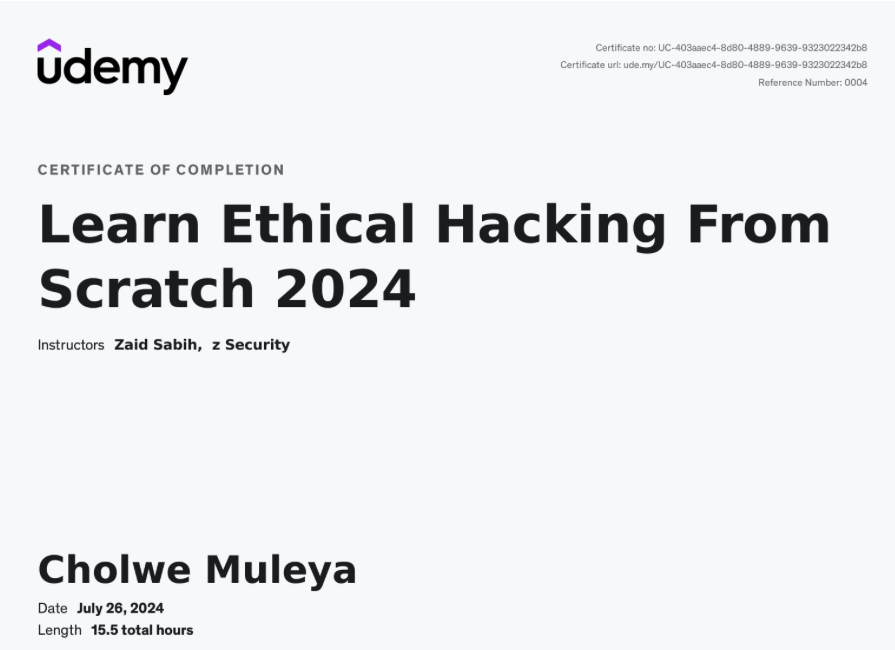 udemy
Certificate no: UC-403aaec4-8d80-4889-9639-9323022342b8
Certificate url: ude.my/UC-403aaec4-8d80-4889-9639-9323022342b8
Reference Number: 0004
CERTIFICATE OF COMPLETION
Learn Ethical Hacking From
Scratch 2024
Instructors Zaid Sabih, z Security
Cholwe Muleya
Date July 26, 2024
Length 15.5 total hours